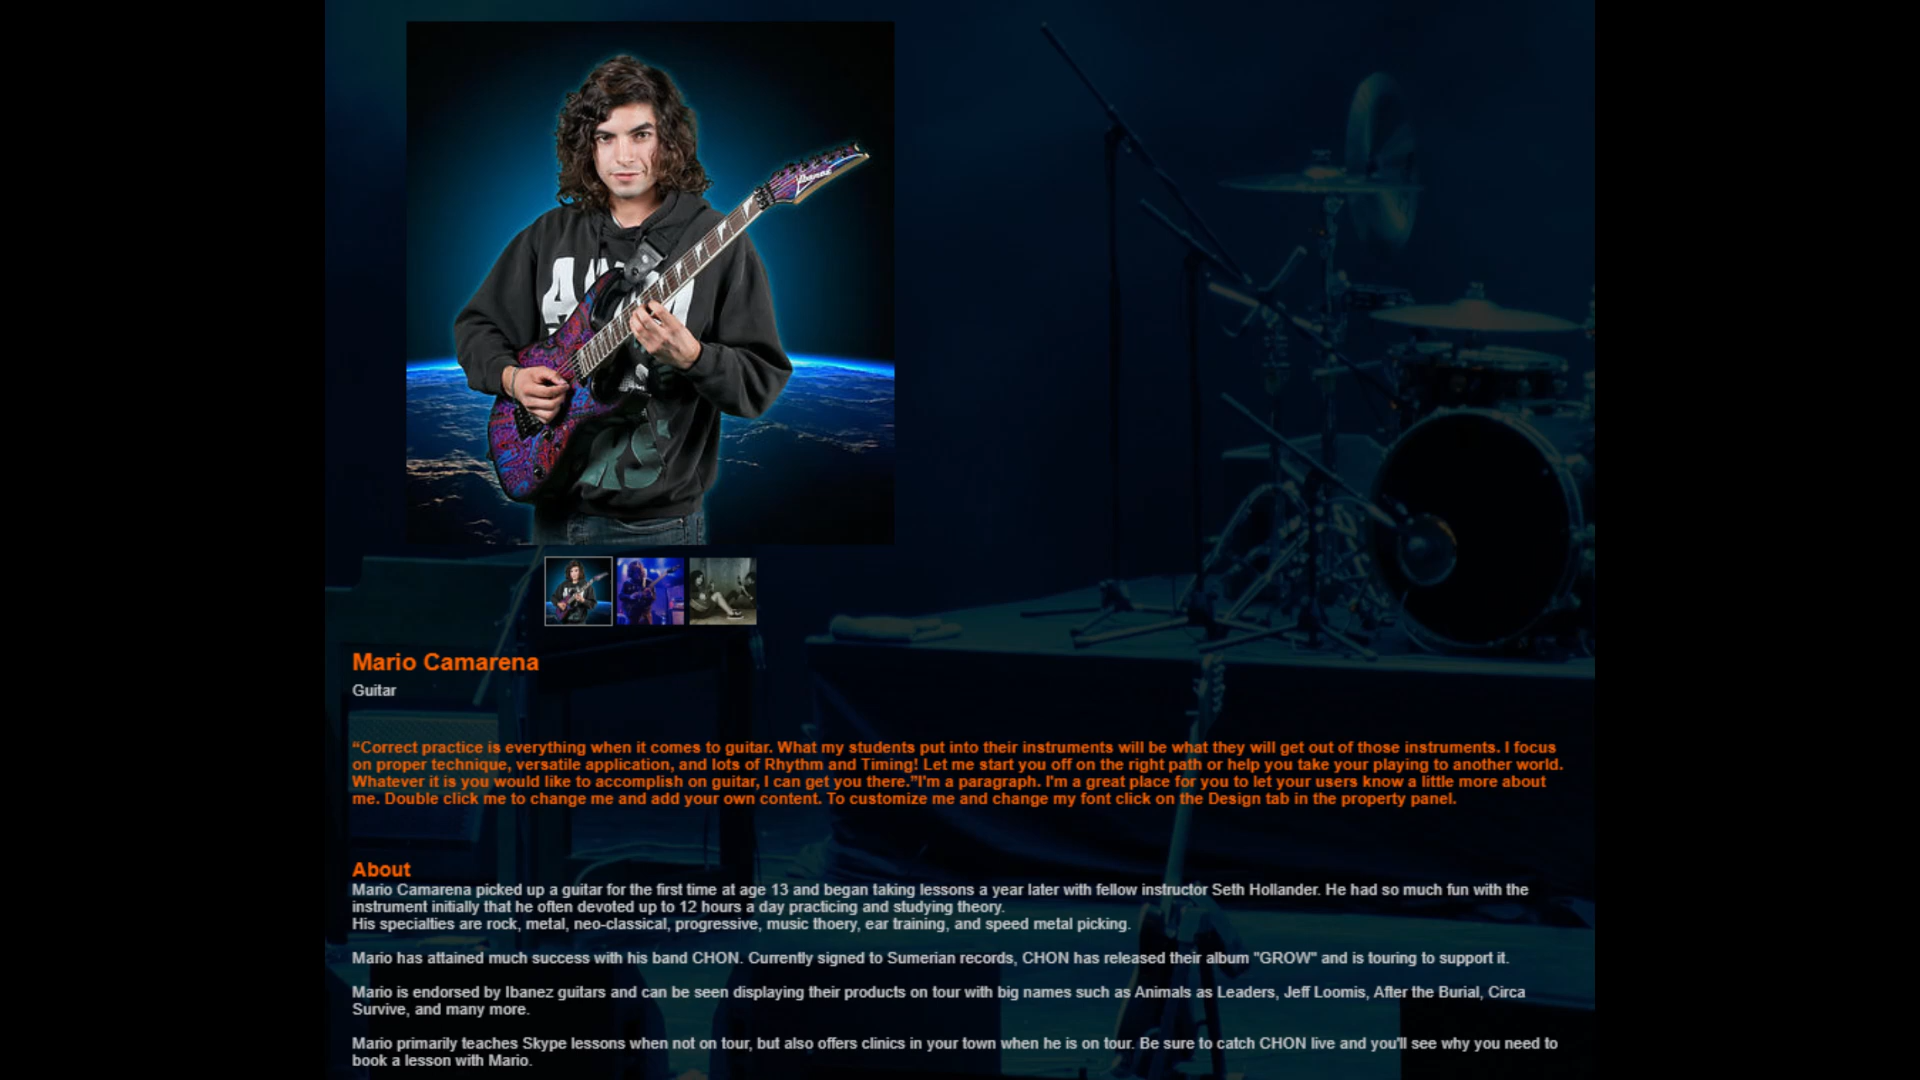 Ibanez
Mario Camarena
Guitar
“Correct practice is everything when it comes to guitar. What my students put into their instruments will be what they will get out of those instruments. I focus
on proper technique, versatile application, and lots of Rhythm and Timing! Let me start you off on the right path or help you take your playing to another world.
Whatever it is you would like to accomplish on guitar, I can get you there.”I'm a paragraph. I'm a great place for you to let your users know a little more about
me. Double click me to change me and add your own content. To customize me and change my font click on the Design tab in the property panel.
About
Mario Camarena picked up a guitar for the first time at age 13 and began taking lessons a year later with fellow instructor Seth Hollander. He had so much fun with the
instrument initially that he often devoted up to 12 hours a day practicing and studying theory.
His specialties are rock, metal, neo-classical, progressive, music thoery, ear training, and speed metal picking.
Mario has attained much success with his band CHON. Currently signed to Sumerian records, CHON has released their album "GROW" and is touring to support it.
Mario is endorsed by Ibanez guitars and can be seen displaying their products on tour with big names such as Animals as Leaders, Jeff Loomis, After the Burial, Circa
Survive, and many more.
Mario primarily teaches Skype lessons when not on tour, but also offers clinics in your town when he is on tour. Be sure to catch CHON live and you'll see why you need to
book a lesson with Mario.